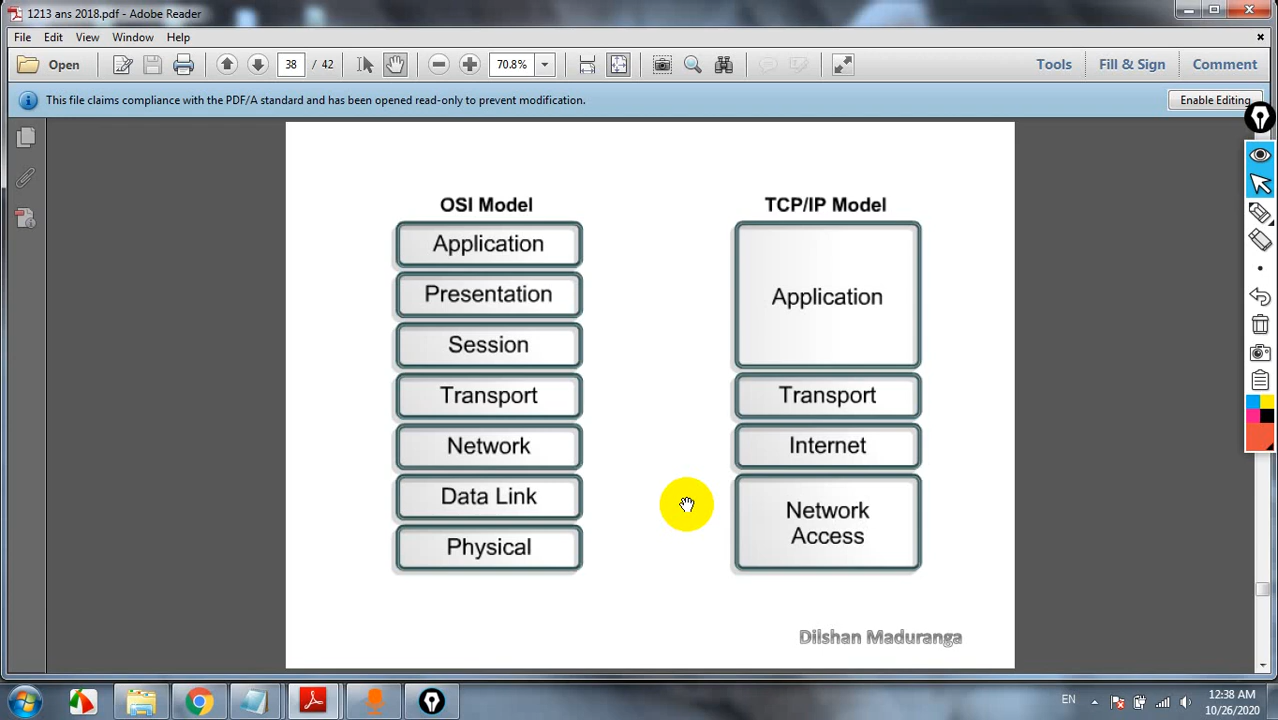 1213 ans 2018.pdf - Adobe Reader
File Edit View Window Help
Open 38 / 42 70.8% Tools Fill & Sign Comment
This file claims compliance with the PDF/A standard and has been opened read-only to prevent modification. Enable Editing
OSI Model
Application
Presentation
Session
Transport
Network
Data Link
Physical
TCP/IP Model
Application
Transport
Internet
Network
Access
Dilshan Maduranga
EN
12:38 AM
10/26/2020